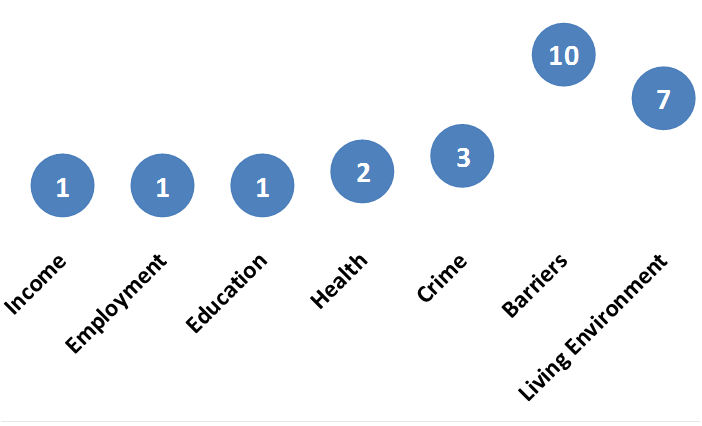 1
1
1
2
3
10
7
Income
Employment
Education
Health
Crime
Barriers
Living Environment